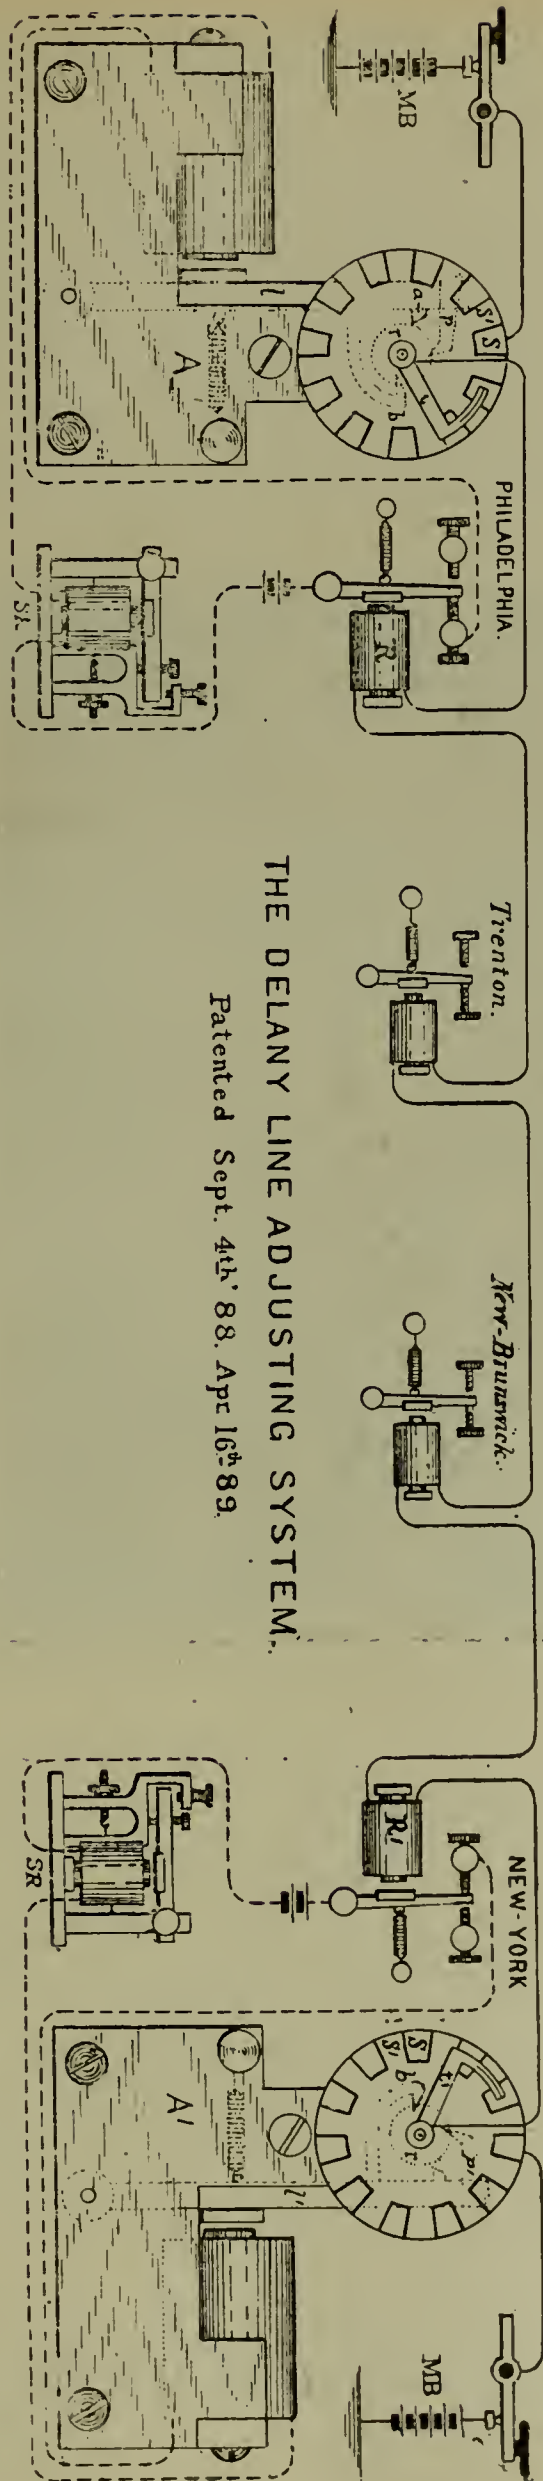 PHILADELPHIA.
Trenton.
New-Brunswick.
NEW-YORK
MB
MB
A
l
S'
S
a
p
r
b
t
R
SR
R'
SR
A'
l'
S
S'
b
t'
r
p'
THE DELANY LINE ADJUSTING SYSTEM.
Patented Sept. 4th '88. Apr. 16th 89.